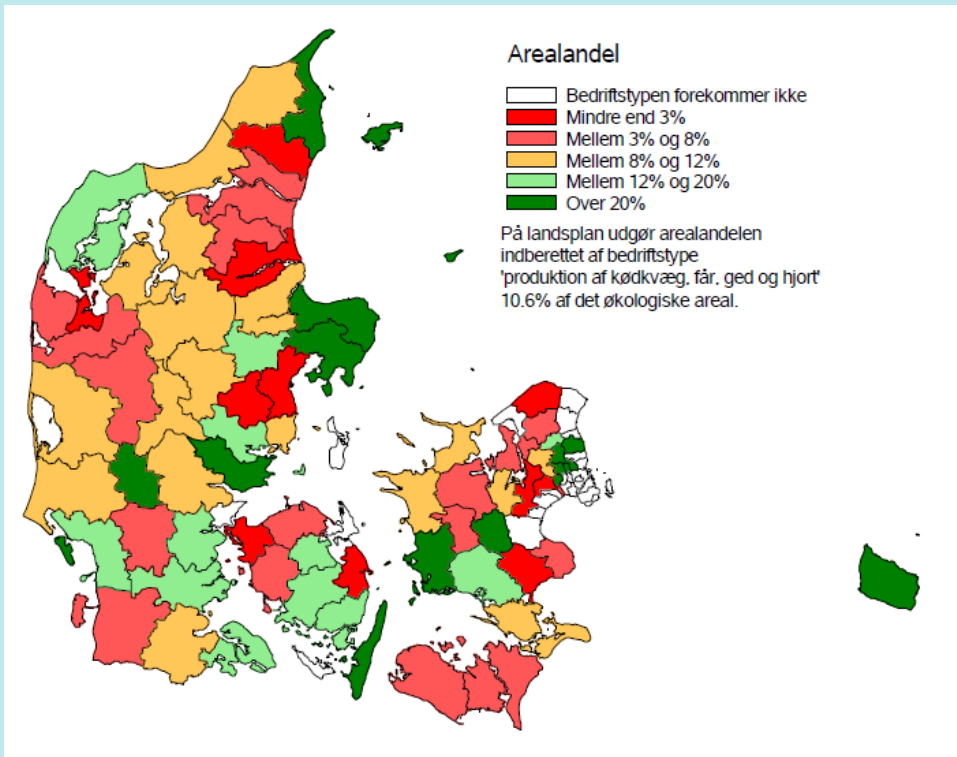 Arealandel
Bedriftstypen forekommer ikke
Mindre end 3%
Mellem 3% og 8%
Mellem 8% og 12%
Mellem 12% og 20%
Over 20%
På landsplan udgør arealandelen
indberettet af bedriftstype
'produktion af kødkvæg, får, ged og hjort'
10.6% af det økologiske areal.